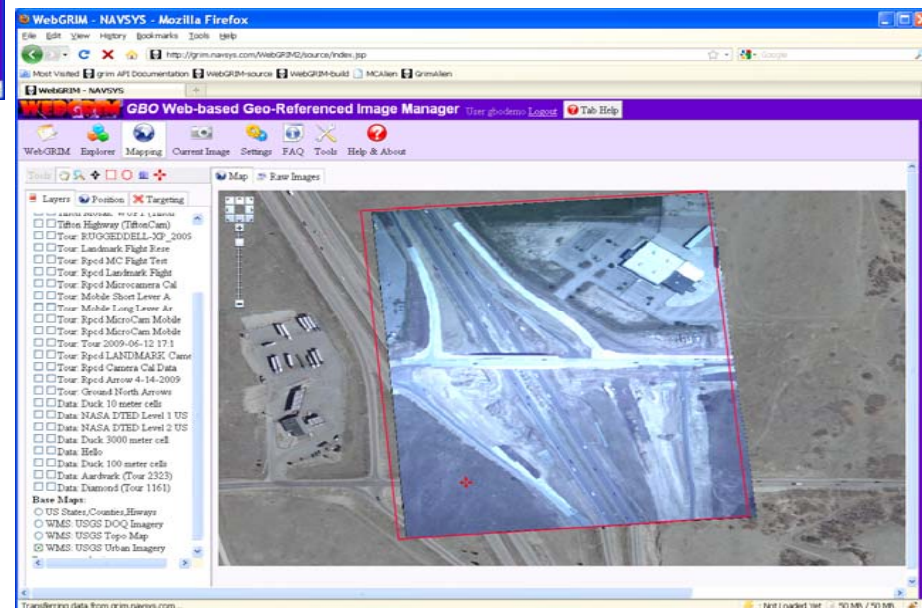 WebGRIM - NAVSYS - Mozilla Firefox
File Edit View History Bookmarks Tools Help
http://grim.navsys.com/WebGRIM2/source/index.jsp
Google
Most Visited grim API Documentation WebGRIM-source WebGRIM-build MCAlien GrimAlien
WebGRIM - NAVSYS
WEBGRIM GBO Web-based Geo-Referenced Image Manager User gbodemo Logout Tab Help
WebGRIM Explorer Mapping Current Image Settings FAQ Tools Help & About
Tools
Map Raw Images
Layers Position Targeting
Tifton Highway (TiftonCam)
Tour: RUGGEDDELL-XP_2005
Tour: Landmark Flight Rese
Tour: Rpcd MC Flight Test
Tour: Rpcd Landmark Flight
Tour: Rpcd Microcamera Cal
Tour: Mobile Short Lever A
Tour: Mobile Long Lever Ar
Tour: Rpcd MicroCam Mobile
Tour: Rpcd MicroCam Mobile
Tour: Tour 2009-06-12 17:1
Tour: Rpcd LANDMARK Came
Tour: Rpcd Camera Cal Data
Tour: Rpcd Arrow 4-14-2009
Tour: Ground North Arrows
Data: Duck 10 meter cells
Data: NASA DTED Level 1 US
Data: NASA DTED Level 2 US
Data: Duck 3000 meter cell
Data: Hello
Data: Duck 100 meter cells
Data: Aardvark (Tour 2323)
Data: Diamond (Tour 1161)
Base Maps:
US States,Counties,Hiways
WMS: USGS DOQ Imagery
WMS: USGS Topo Map
WMS: USGS Urban Imagery
Transferring data from grim.navsys.com...
: Not Loaded Yet 50 MB / 50 MB